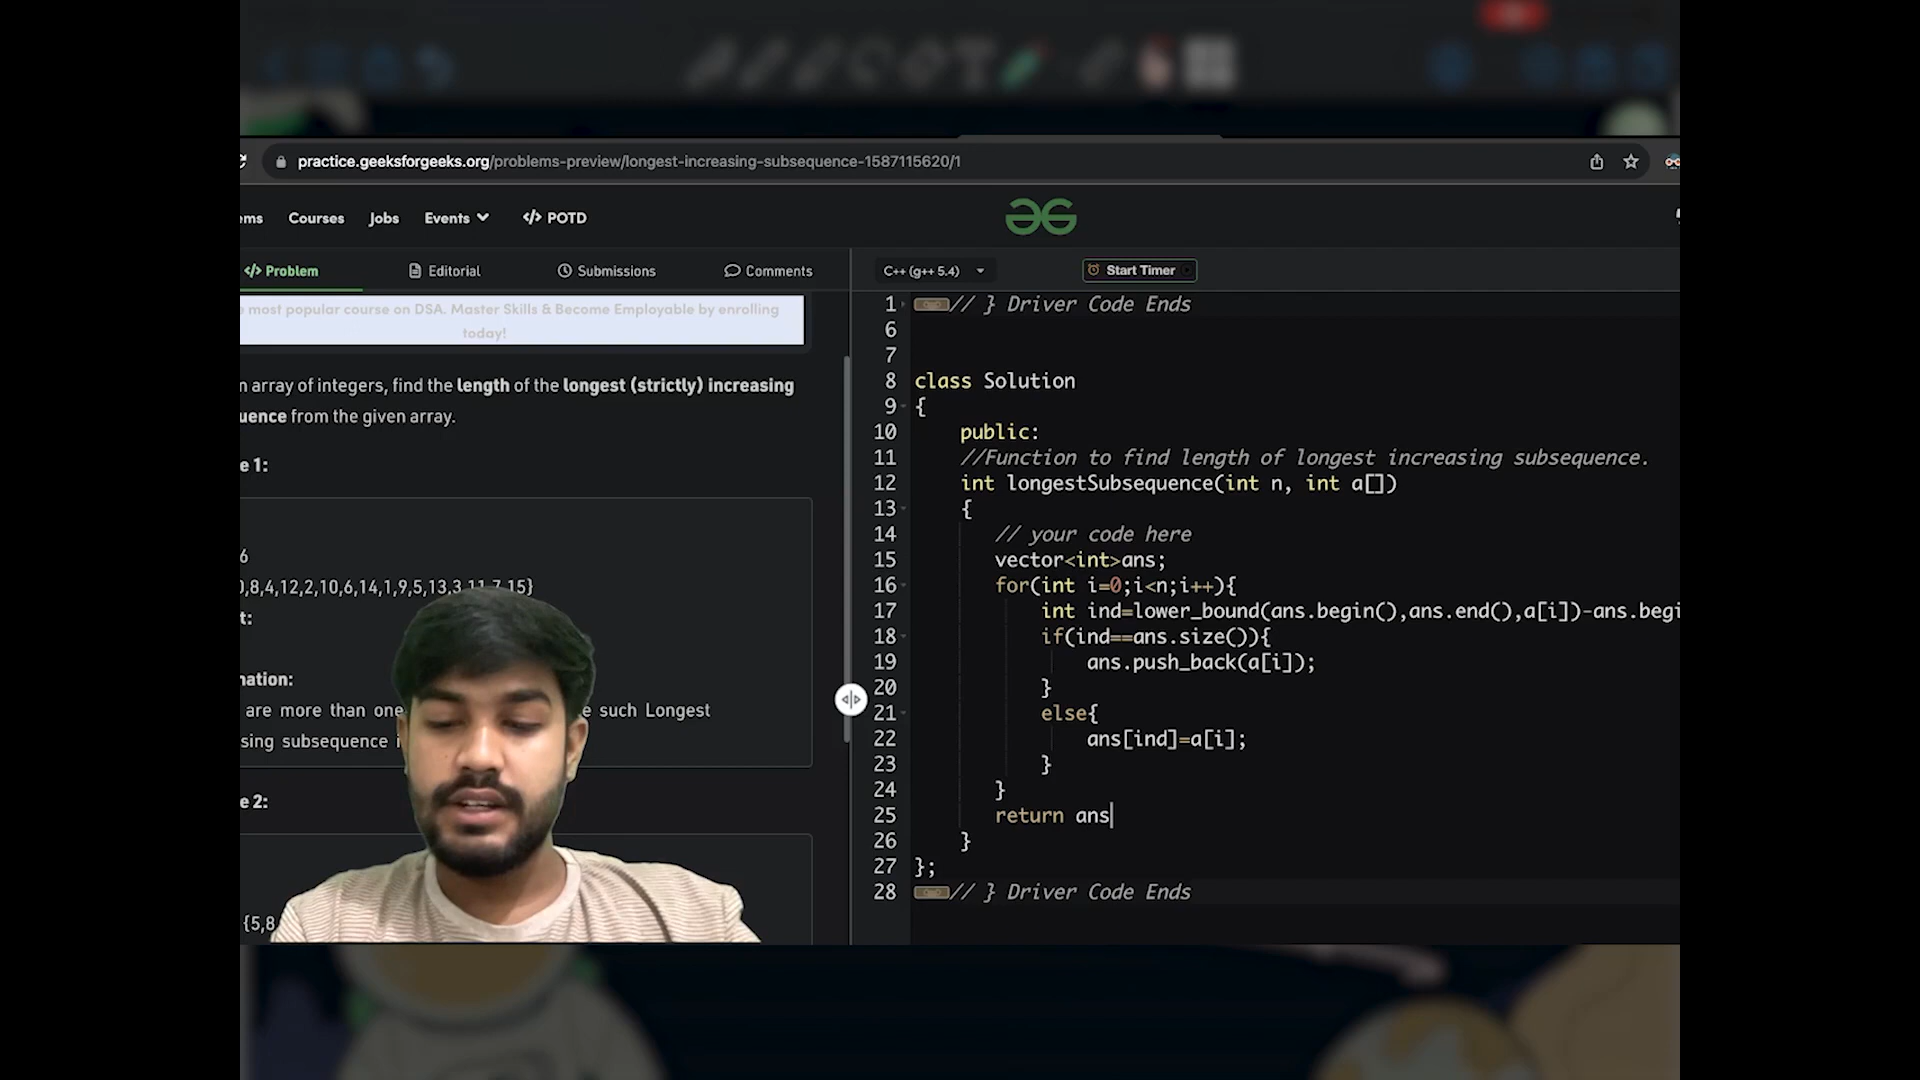 practice.geeksforgeeks.org/problems-preview/longest-increasing-subsequence-1587115620/1
ems Courses Jobs Events </> POTD
</> Problem Editorial Submissions Comments
C++ (g++ 5.4) Start Timer
e most popular course on DSA. Master Skills & Become Employable by enrolling
today!
n array of integers, find the length of the longest (strictly) increasing
uence from the given array.
e 1:
6
),8,4,12,2,10,6,14,1,9,5,13,3,11,7,15}
t:
nation:
are more than one e such Longest
sing subsequence i
e 2:
{5,8
1 // } Driver Code Ends
6
7
8 class Solution
9 {
10 public:
11 //Function to find length of longest increasing subsequence.
12 int longestSubsequence(int n, int a[])
13 {
14 // your code here
15 vector<int>ans;
16 for(int i=0;i<n;i++){
17 int ind=lower_bound(ans.begin(),ans.end(),a[i])-ans.begi
18 if(ind==ans.size()){
19 ans.push_back(a[i]);
20 }
21 else{
22 ans[ind]=a[i];
23 }
24 }
25 return ans
26 }
27 };
28 // } Driver Code Ends